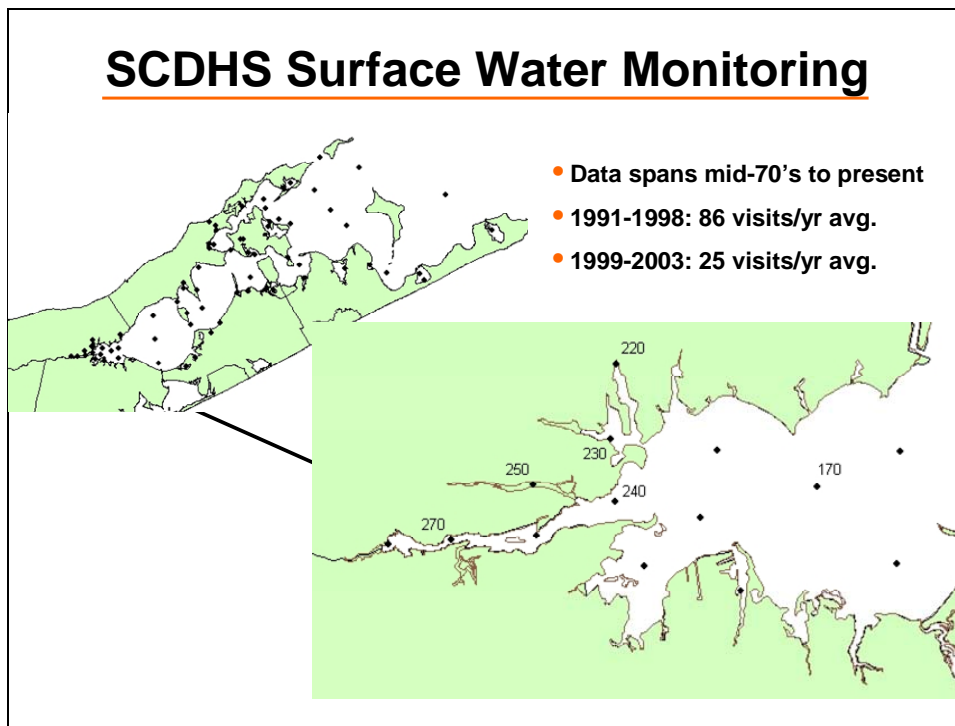 SCDHS Surface Water Monitoring
• Data spans mid-70's to present
• 1991-1998: 86 visits/yr avg.
• 1999-2003: 25 visits/yr avg.
220
230
250
170
240
270